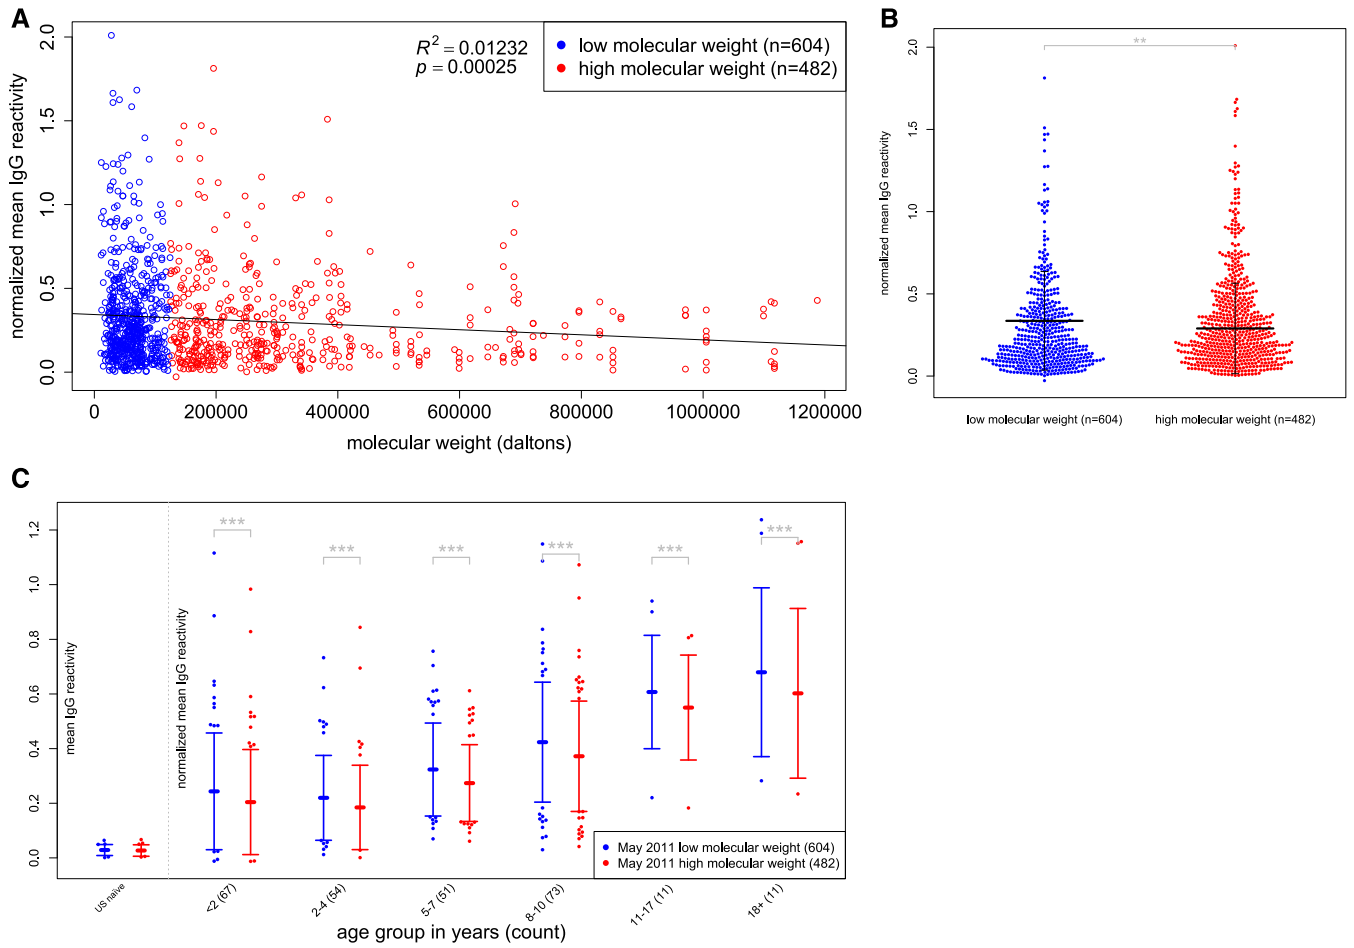 A
R² = 0.01232
p = 0.00025
low molecular weight (n=604)
high molecular weight (n=482)
normalized mean IgG reactivity
2.0
1.5
1.0
0.5
0.0
0 200000 400000 600000 800000 1000000 1200000
molecular weight (daltons)
B
**
normalized mean IgG reactivity
2.0
1.5
1.0
0.5
0.0
low molecular weight (n=604) high molecular weight (n=482)
C
mean IgG reactivity
normalized mean IgG reactivity
1.2
1.0
0.8
0.6
0.4
0.2
0.0
*** *** *** *** *** ***
May 2011 low molecular weight (604)
May 2011 high molecular weight (482)
US naïve <2 (67) 2-4 (54) 5-7 (51) 8-10 (73) 11-17 (11) 18+ (11)
age group in years (count)